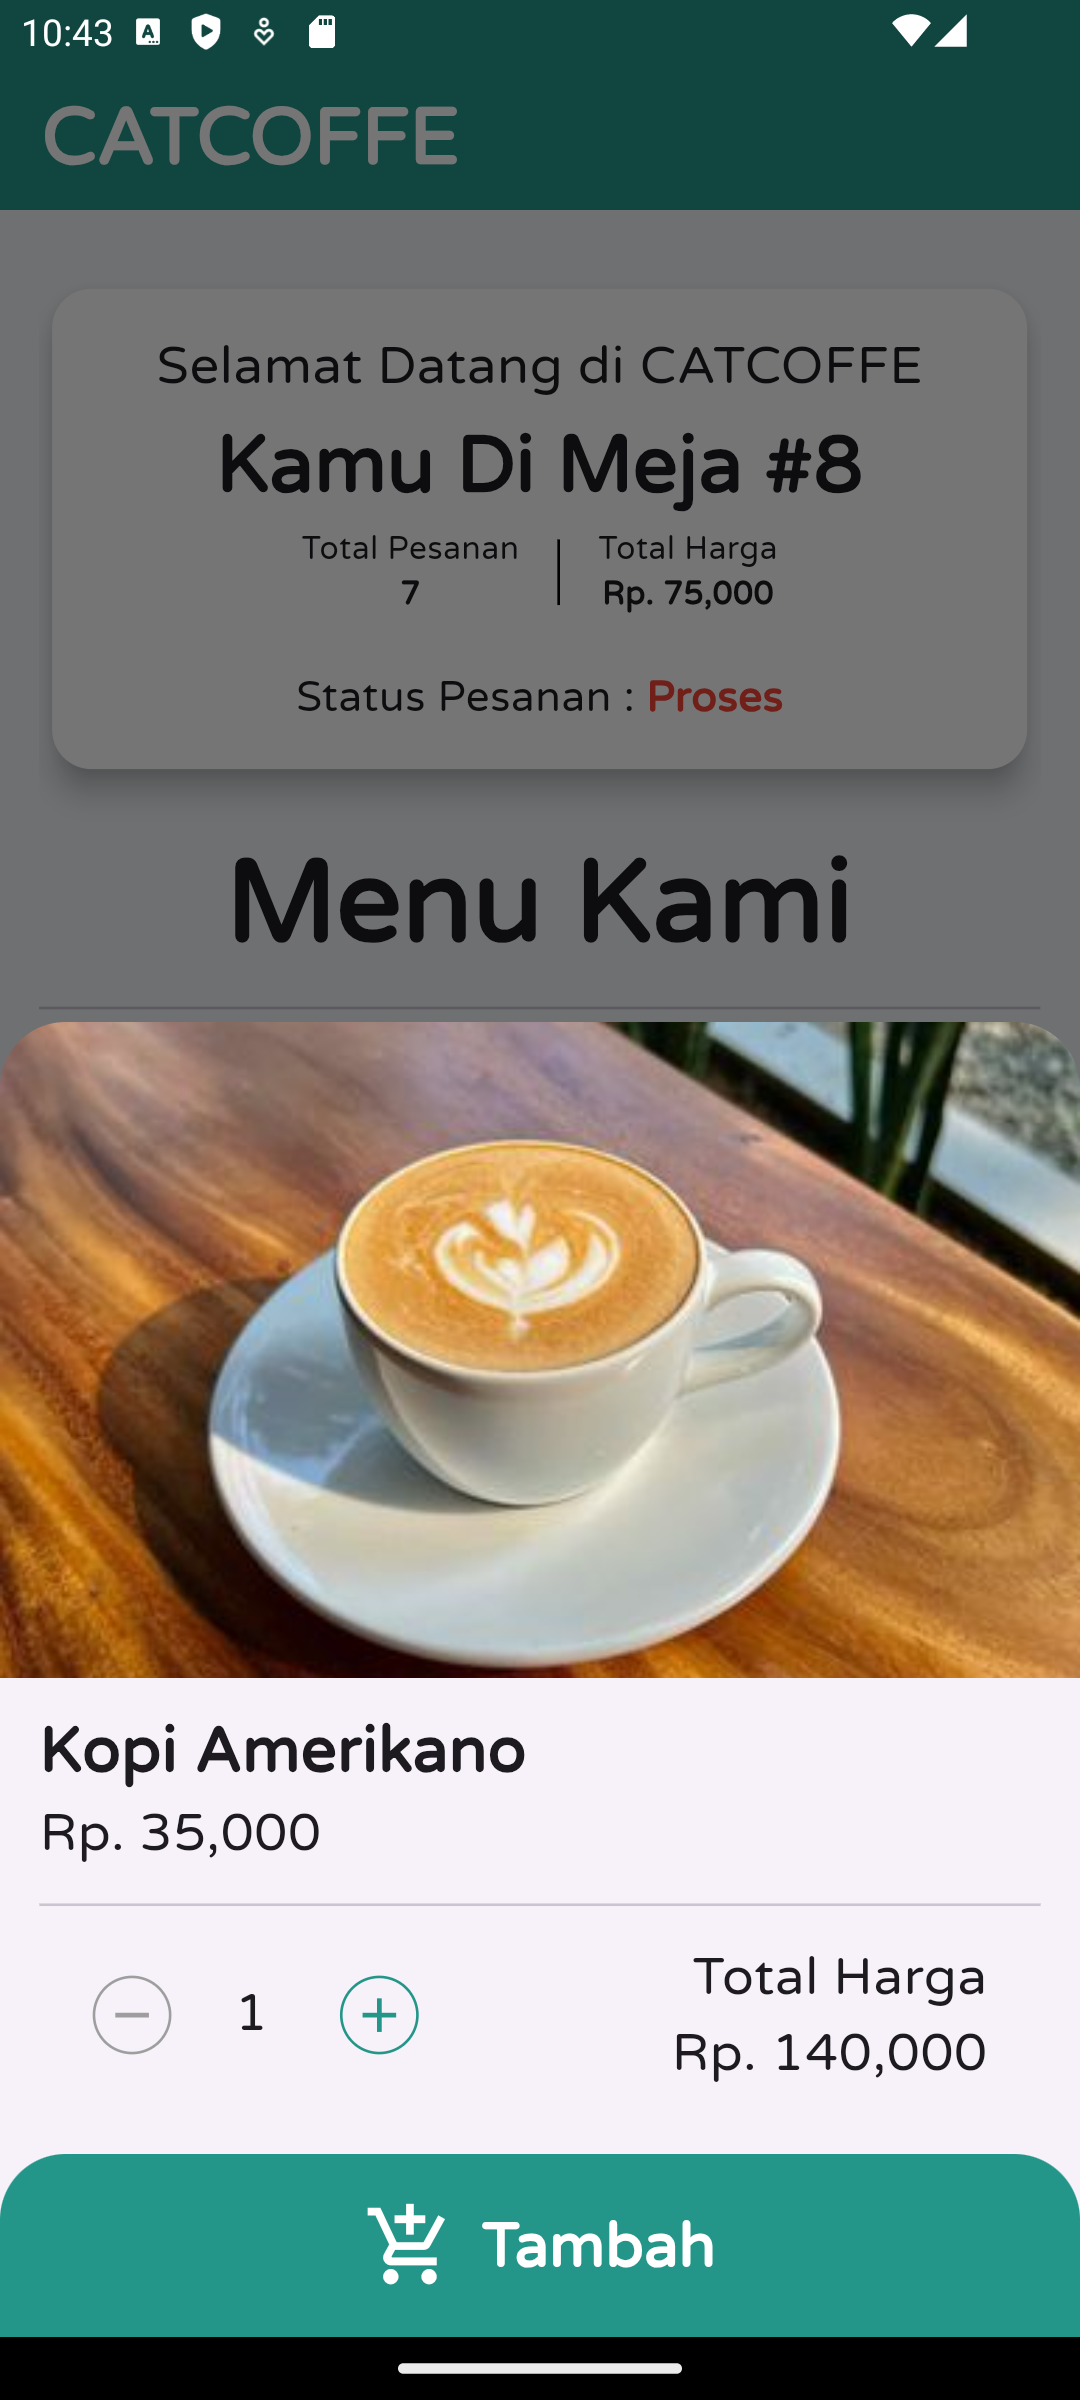 10:43
CATCOFFE
Selamat Datang di CATCOFFE
Kamu Di Meja #8
Total Pesanan
7
Total Harga
Rp. 75,000
Status Pesanan : Proses
Menu Kami
Kopi Amerikano
Rp. 35,000
1
Total Harga
Rp. 140,000
Tambah